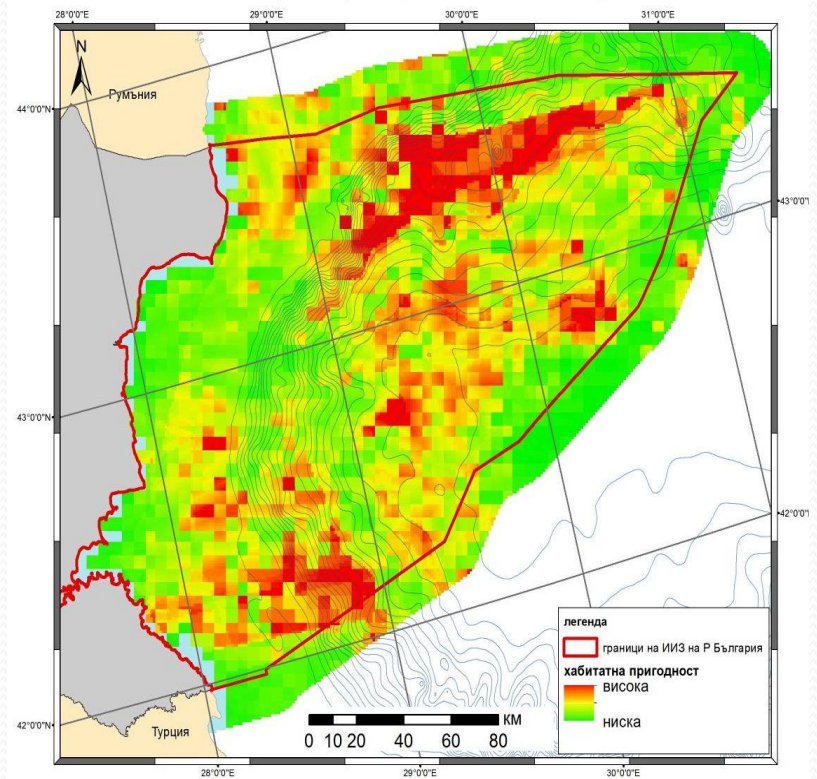 28°0'0"E 29°0'0"E 30°0'0"E 31°0'0"E
N
Румъния
44°0'0"N
43°0'0"N
43°0'0"N
42°0'0"N
42°0'0"N
Турция
легенда
граници на ИИЗ на Р България
хабитатна пригодност
висока
ниска
КМ
0 10 20 40 60 80
28°0'0"E 29°0'0"E 30°0'0"E